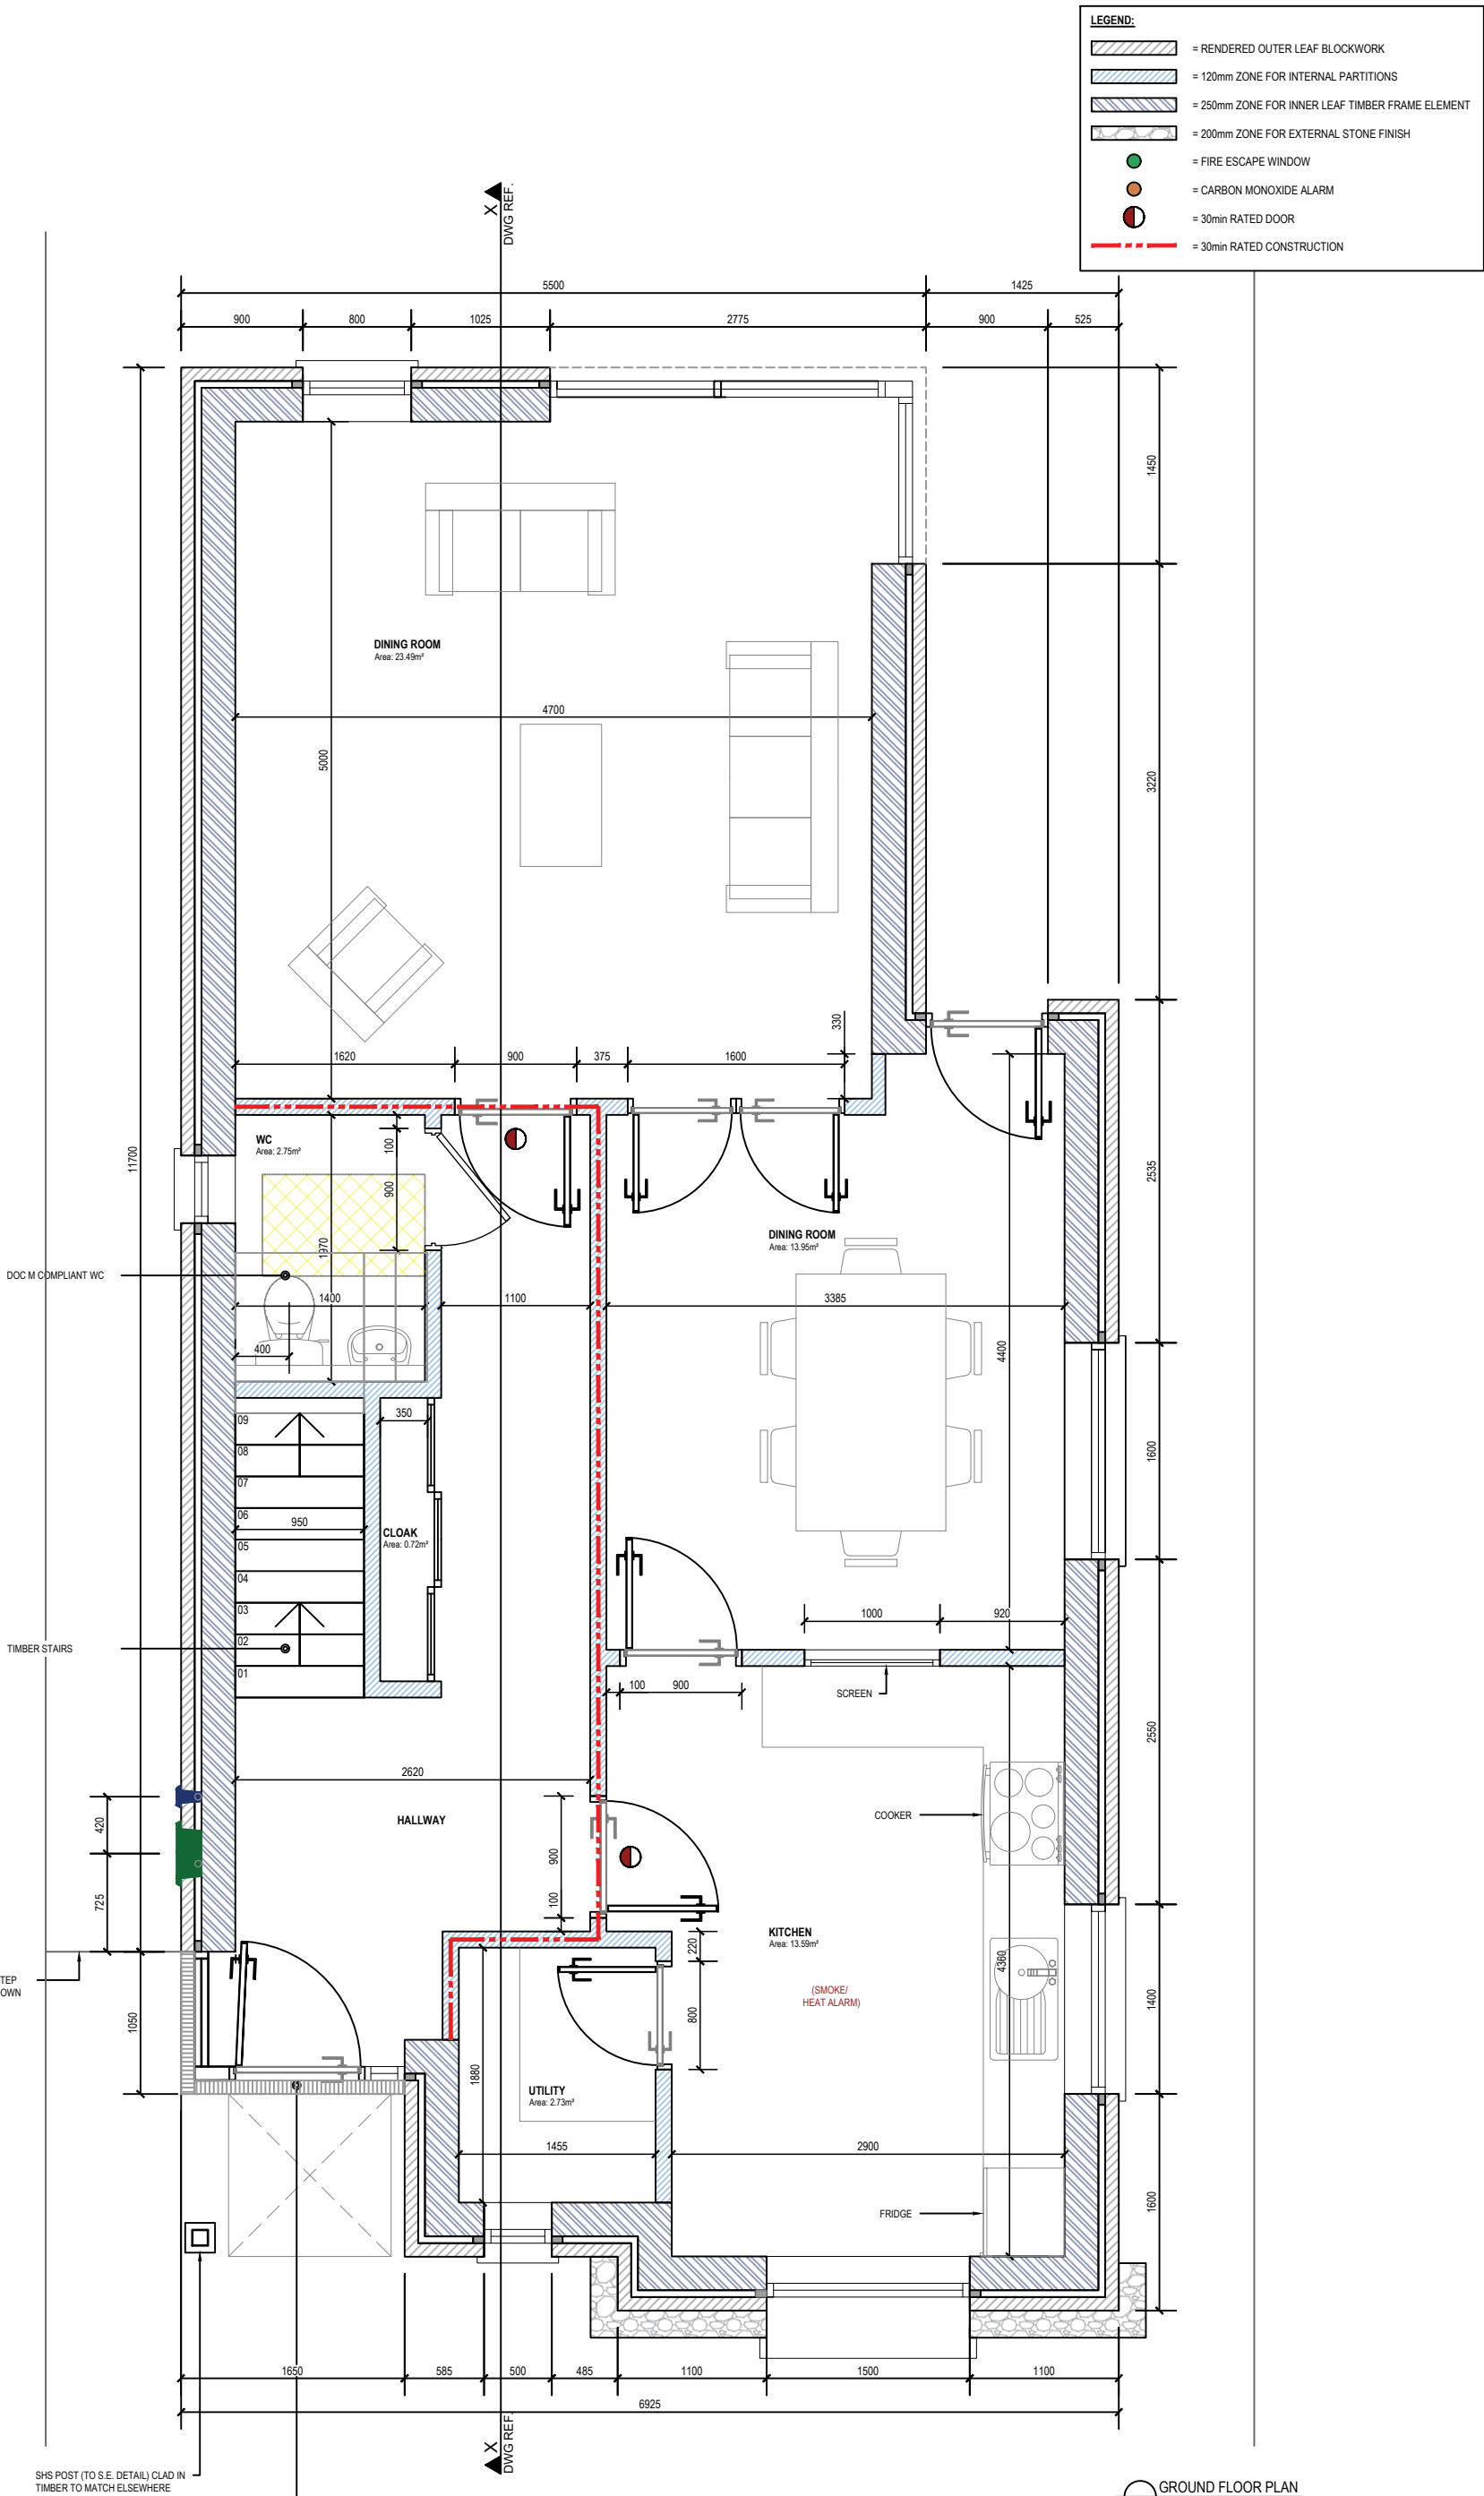 LEGEND:
= RENDERED OUTER LEAF BLOCKWORK
= 120mm ZONE FOR INTERNAL PARTITIONS
= 250mm ZONE FOR INNER LEAF TIMBER FRAME ELEMENT
= 200mm ZONE FOR EXTERNAL STONE FINISH
= FIRE ESCAPE WINDOW
= CARBON MONOXIDE ALARM
= 30min RATED DOOR
= 30min RATED CONSTRUCTION
X
DWG REF.
5500
1425
900
800
1025
2775
900
525
1450
DINING ROOM
Area: 23.49m²
4700
5000
3220
330
1620
900
375
1600
11700
WC
Area: 2.75m²
100
900
2535
DINING ROOM
Area: 13.95m²
1970
DOC M COMPLIANT WC
1400
1100
3385
400
4400
350
09
08
07
06
05
04
03
02
01
950
CLOAK
Area: 0.72m²
1600
1000
920
TIMBER STAIRS
SCREEN
100
900
2550
2620
HALLWAY
COOKER
420
725
900
100
KITCHEN
Area: 13.59m²
220
4360
(SMOKE/
HEAT ALARM)
TEP
OWN
1050
800
1400
1880
UTILITY
Area: 2.73m²
1455
2900
FRIDGE
1600
1650
585
500
485
1100
1500
1100
6925
X
DWG REF.
SHS POST (TO S.E. DETAIL) CLAD IN
TIMBER TO MATCH ELSEWHERE
GROUND FLOOR PLAN